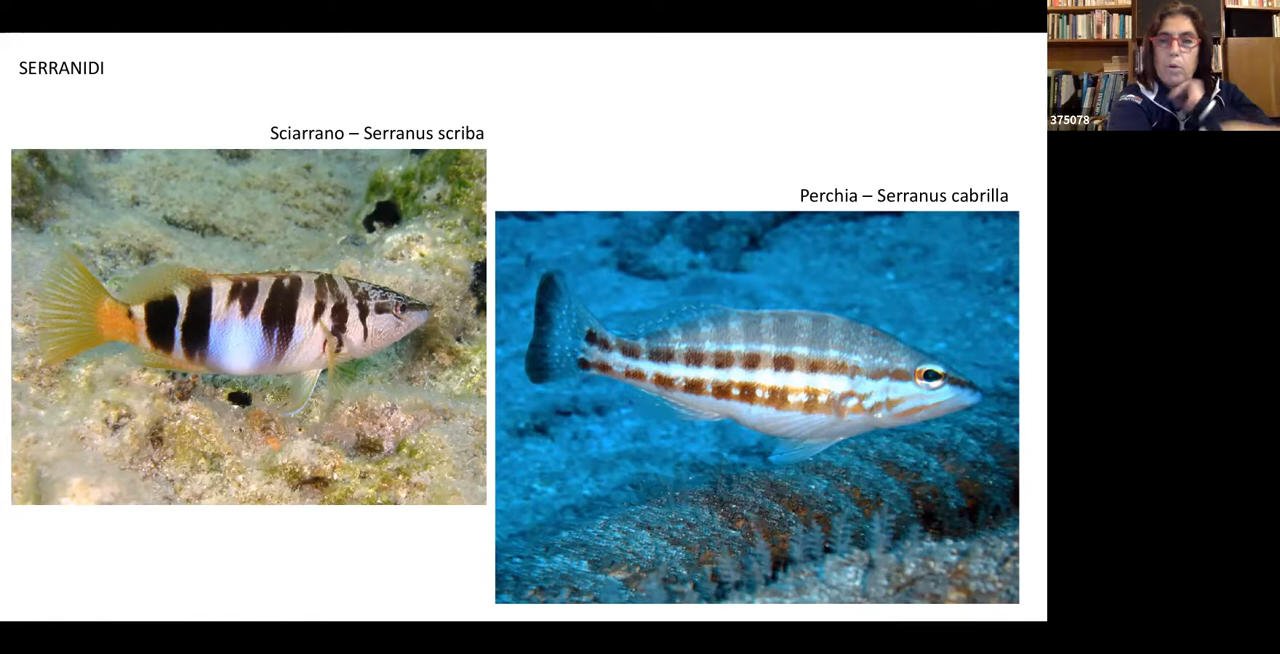 SERRANIDI
Sciarrano – Serranus scriba
Perchia – Serranus cabrilla
375078